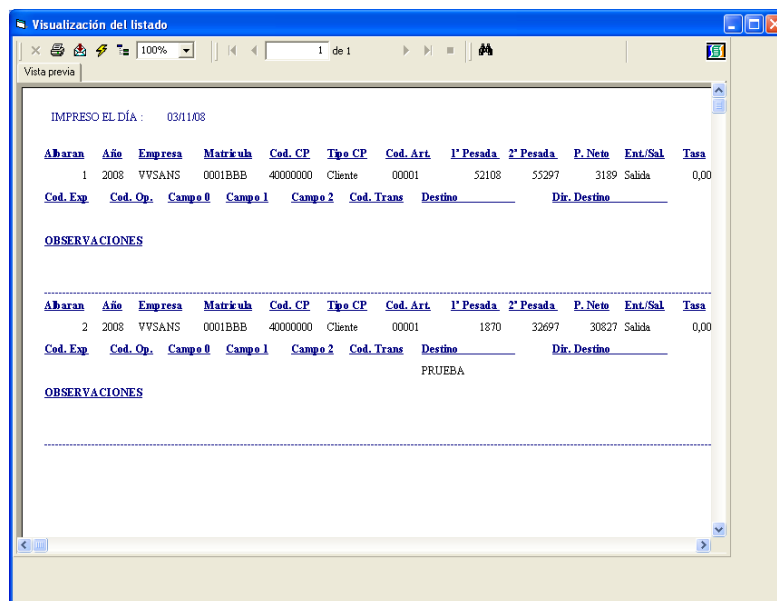 Visualización del listado
100% 1 de 1
Vista previa
IMPRESO EL DÍA : 03/11/08
Albaran Año Empresa Matricula Cod. CP Tipo CP Cod. Art. 1ª Pesada 2ª Pesada P. Neto Ent./Sal. Tasa
1 2008 VVSANS 0001BBB 40000000 Cliente 00001 52108 55297 3189 Salida 0,00
Cod. Exp Cod. Op. Campo 0 Campo 1 Campo 2 Cod. Trans Destino Dir. Destino
OBSERVACIONES
Albaran Año Empresa Matricula Cod. CP Tipo CP Cod. Art. 1ª Pesada 2ª Pesada P. Neto Ent./Sal. Tasa
2 2008 VVSANS 0001BBB 40000000 Cliente 00001 1870 32697 30827 Salida 0,00
Cod. Exp Cod. Op. Campo 0 Campo 1 Campo 2 Cod. Trans Destino Dir. Destino
PRUEBA
OBSERVACIONES